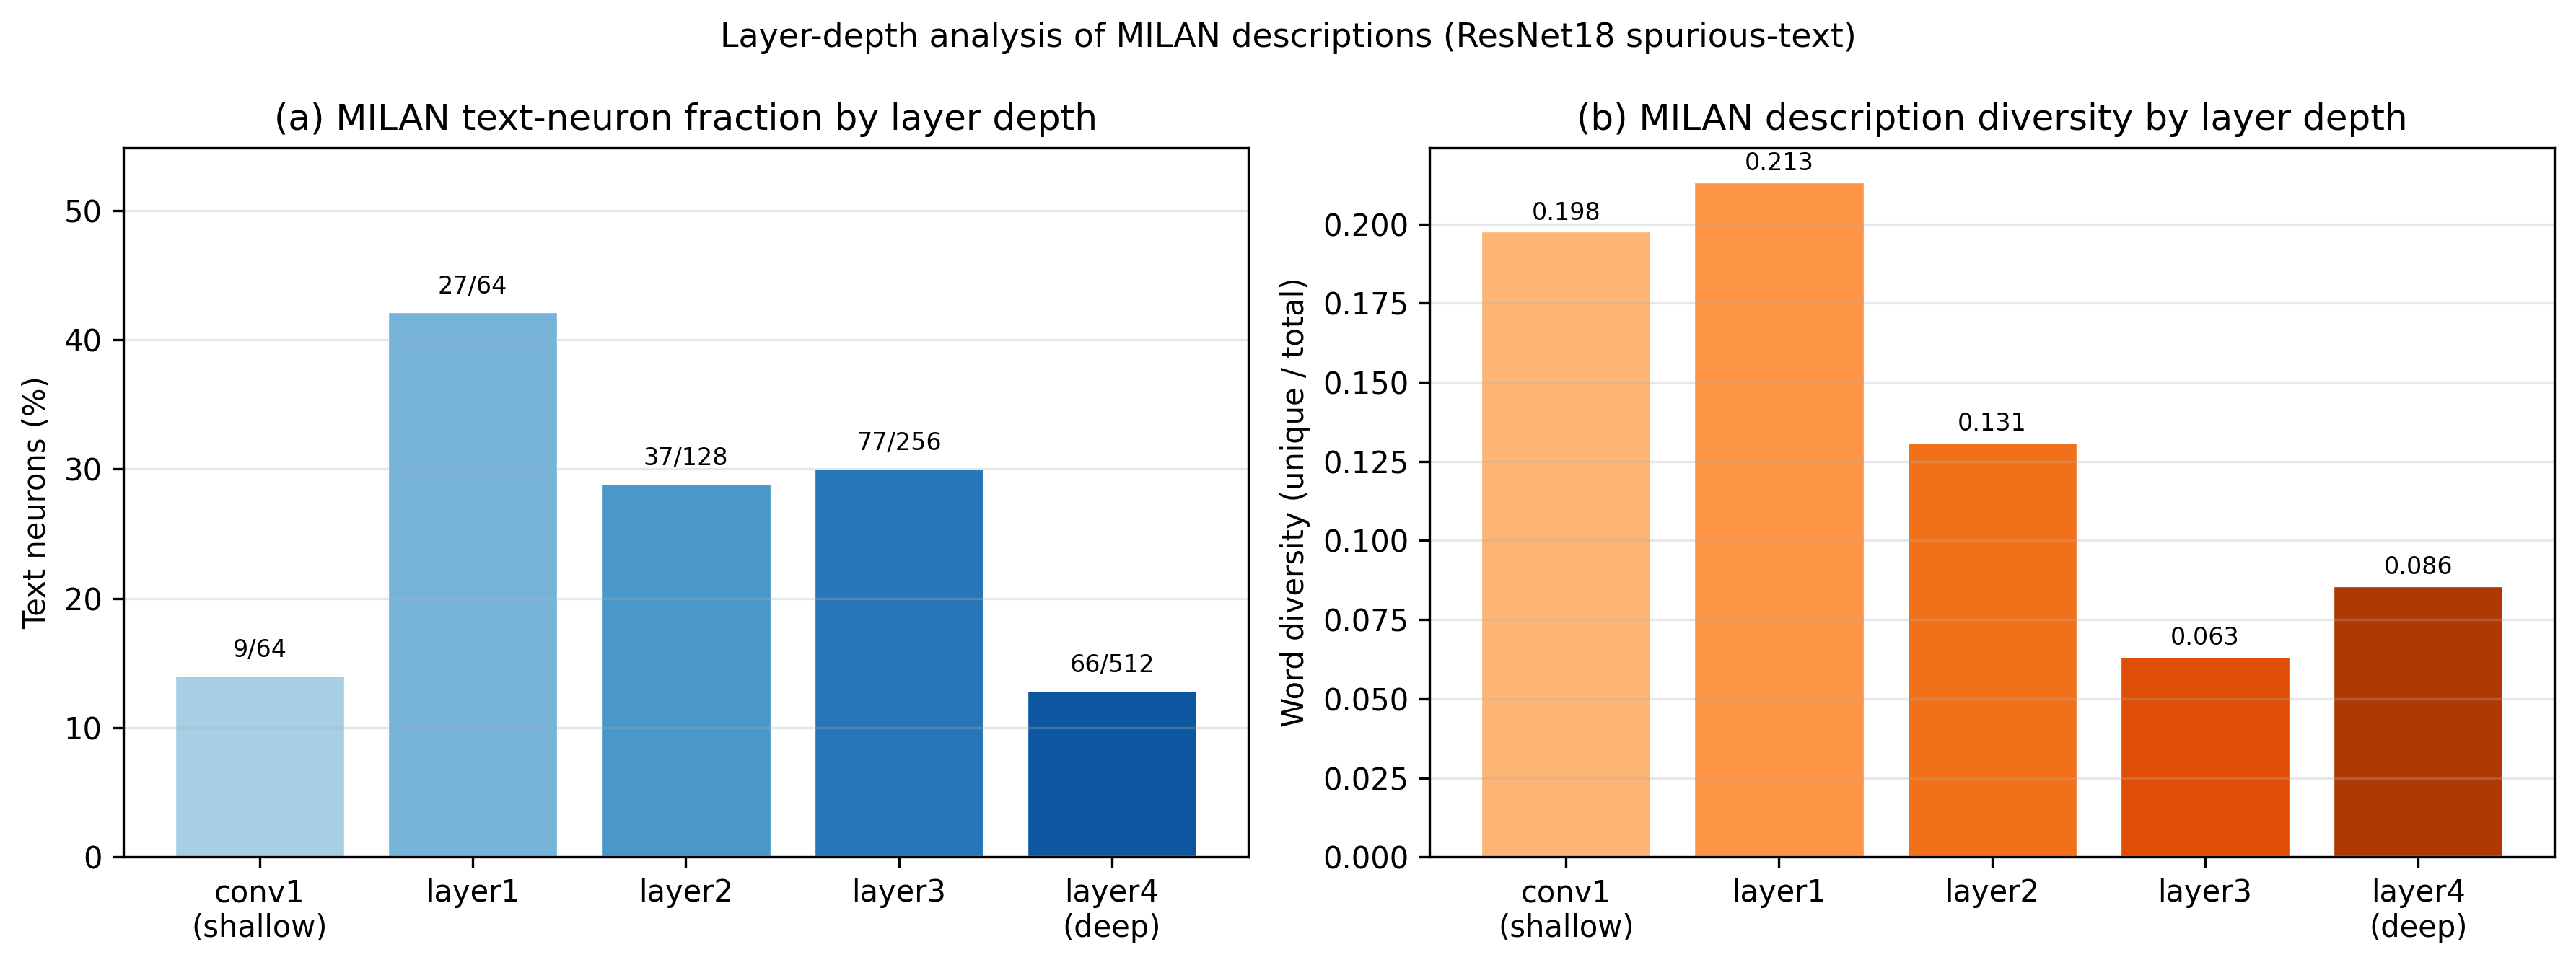 Layer-depth analysis of MILAN descriptions (ResNet18 spurious-text)
(a) MILAN text-neuron fraction by layer depth
Text neurons (%)
50
40
30
20
10
0
9/64
27/64
37/128
77/256
66/512
conv1
(shallow)
layer1
layer2
layer3
layer4
(deep)
(b) MILAN description diversity by layer depth
Word diversity (unique / total)
0.200
0.175
0.150
0.125
0.100
0.075
0.050
0.025
0.000
0.198
0.213
0.131
0.063
0.086
conv1
(shallow)
layer1
layer2
layer3
layer4
(deep)